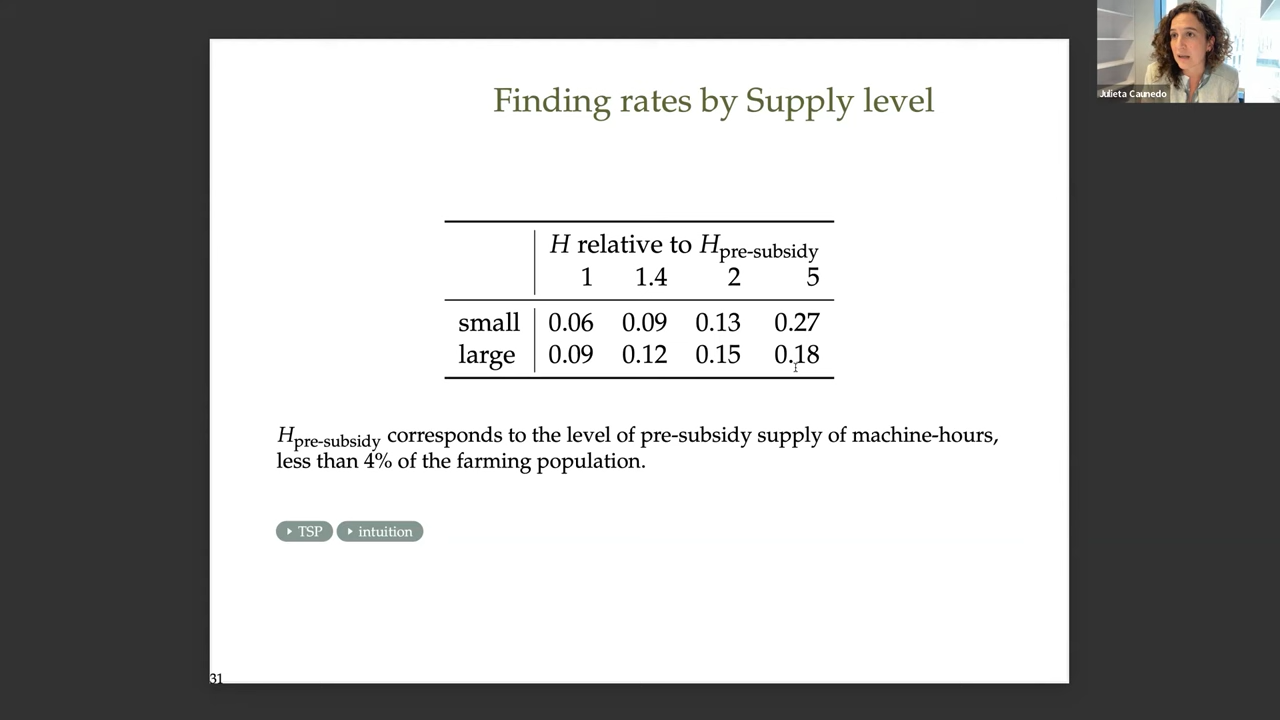 Julieta Caunedo
Finding rates by Supply level
H relative to H pre-subsidy
1 1.4 2 5
small 0.06 0.09 0.13 0.27
large 0.09 0.12 0.15 0.18
H pre-subsidy corresponds to the level of pre-subsidy supply of machine-hours,
less than 4% of the farming population.
TSP intuition
31